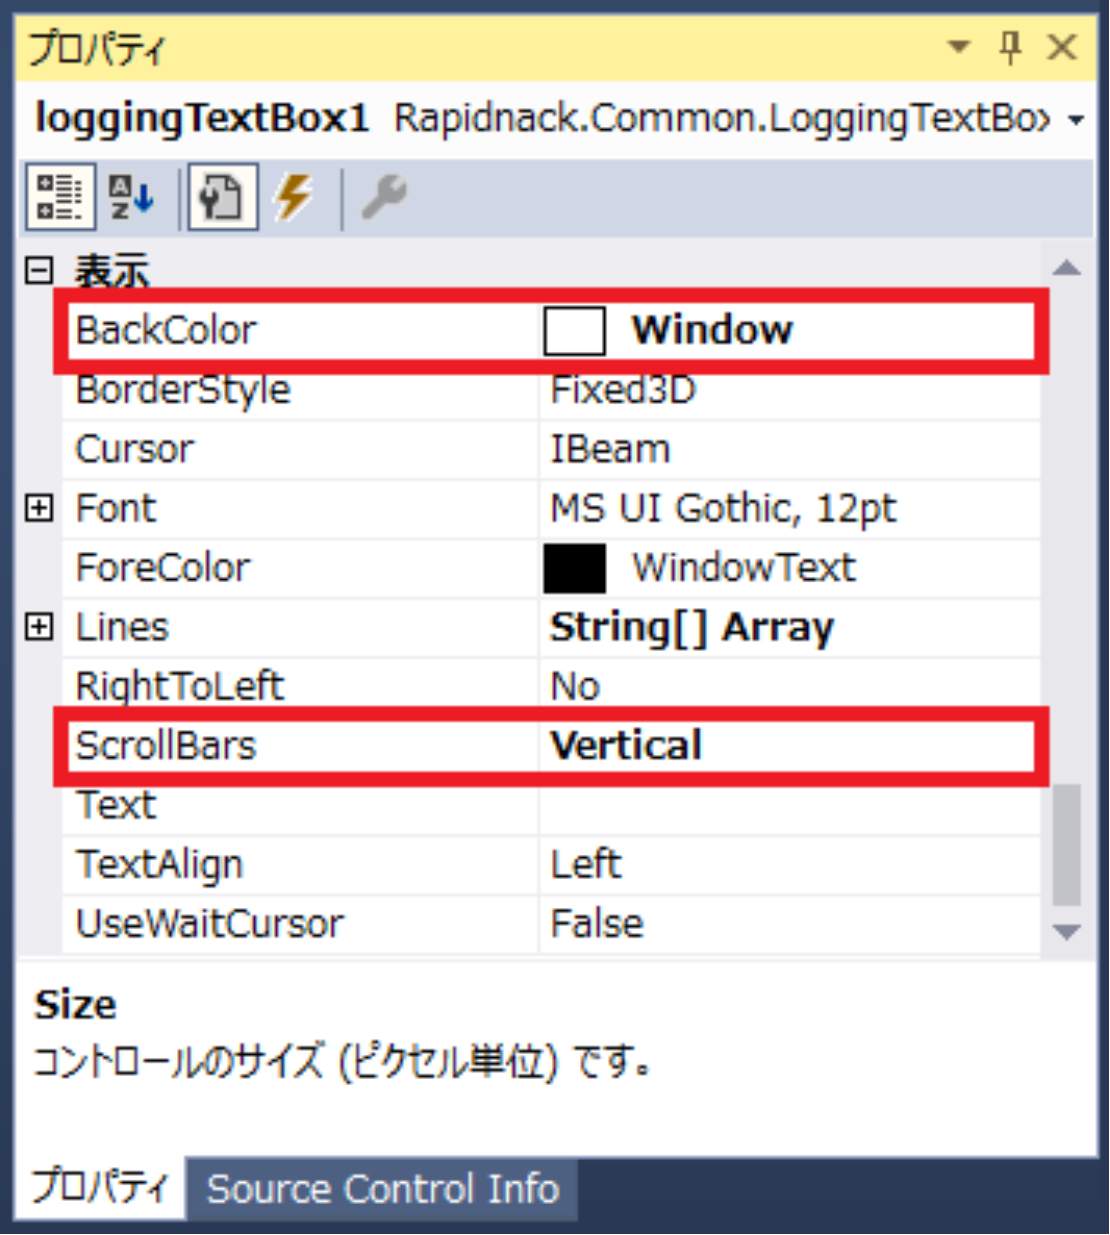 プロパティ
loggingTextBox1 Rapidnack.Common.LoggingTextBox
表示
BackColor Window
BorderStyle Fixed3D
Cursor IBeam
Font MS UI Gothic, 12pt
ForeColor WindowText
Lines String[] Array
RightToLeft No
ScrollBars Vertical
Text
TextAlign Left
UseWaitCursor False
Size
コントロールのサイズ (ピクセル単位) です。
プロパティ Source Control Info